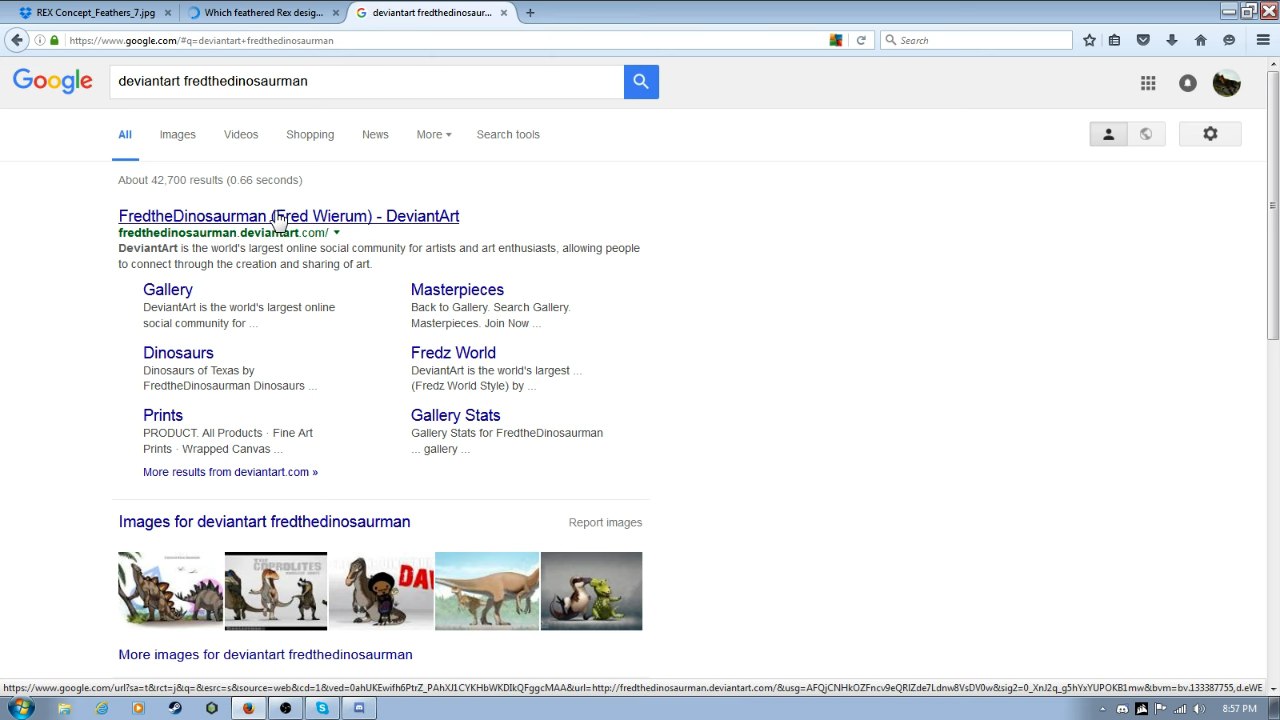 REX Concept_Feathers_7.jpg
Which feathered Rex desig...
deviantart fredthedinosaur...
https://www.google.com/#q=deviantart+fredthedinosaurman
Search
Google
deviantart fredthedinosaurman
All Images Videos Shopping News More Search tools
About 42,700 results (0.66 seconds)
FredtheDinosaurman (Fred Wierum) - DeviantArt
fredthedinosaurman.deviantart.com/
DeviantArt is the world's largest online social community for artists and art enthusiasts, allowing people
to connect through the creation and sharing of art.
Gallery
DeviantArt is the world's largest online
social community for ...
Masterpieces
Back to Gallery. Search Gallery.
Masterpieces. Join Now ...
Dinosaurs
Dinosaurs of Texas by
FredtheDinosaurman Dinosaurs ...
Fredz World
DeviantArt is the world's largest ...
(Fredz World Style) by ...
Prints
PRODUCT. All Products · Fine Art
Prints · Wrapped Canvas ...
Gallery Stats
Gallery Stats for FredtheDinosaurman
... gallery ...
More results from deviantart.com »
Images for deviantart fredthedinosaurman
Report images
THE COPROLITES
DAV
More images for deviantart fredthedinosaurman
8:57 PM